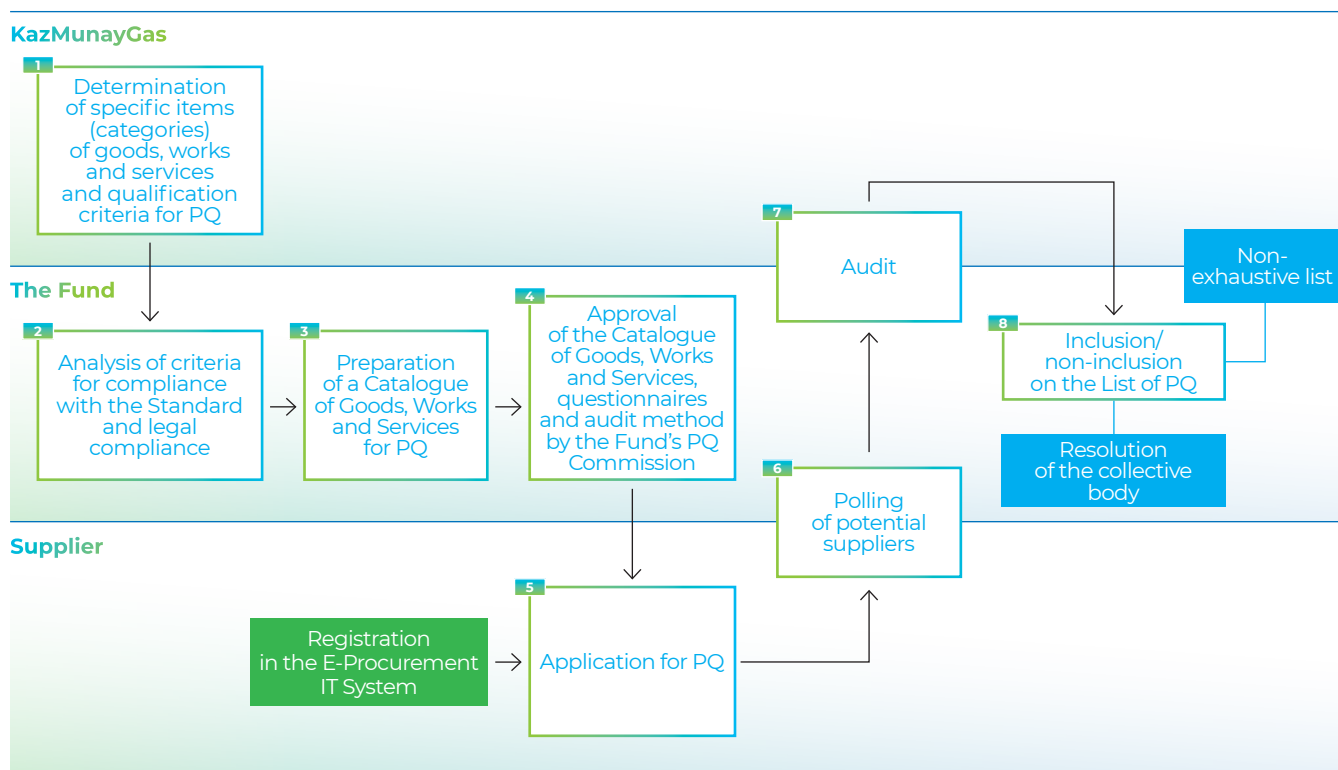 KazMunayGas
1
Determination
of specific items
(categories)
of goods, works
and services
and qualification
criteria for PQ
The Fund
2
Analysis of criteria
for compliance
with the Standard
and legal
compliance
3
Preparation
of a Catalogue
of Goods, Works
and Services
for PQ
4
Approval
of the Catalogue
of Goods, Works
and Services,
questionnaires
and audit method
by the Fund's PQ
Commission
Supplier
Registration
in the E-Procurement
IT System
5
Application for PQ
6
Polling
of potential
suppliers
7
Audit
8
Inclusion/
non-inclusion
on the List of PQ
Non-
exhaustive list
Resolution
of the collective
body